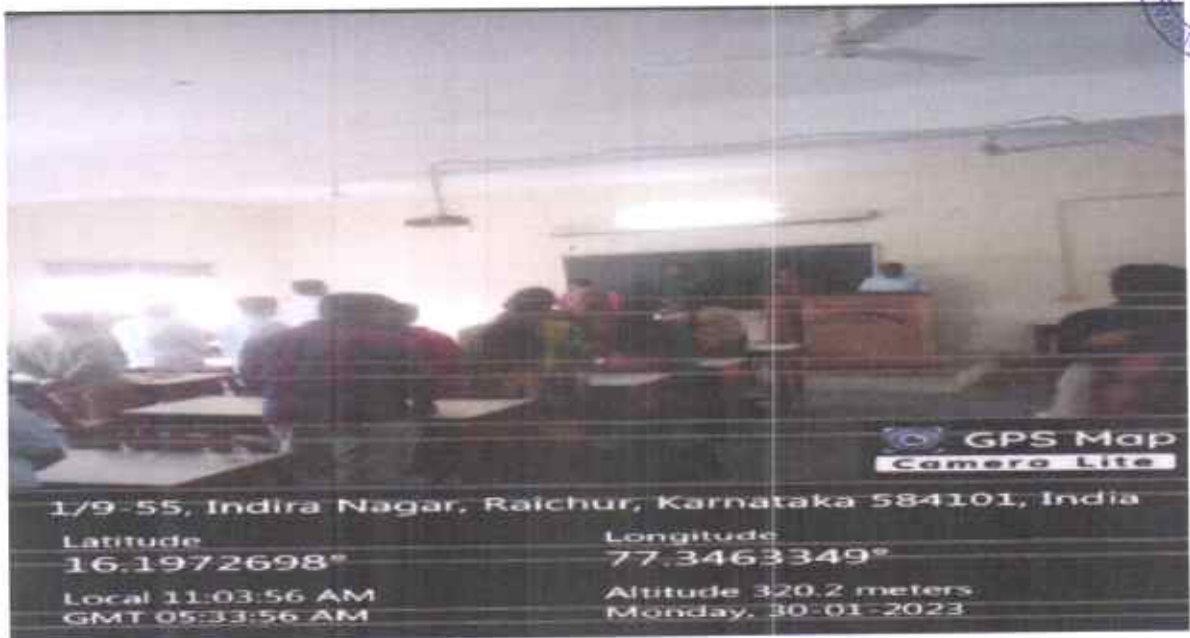 GPS Map
Camera Lite
1/9-55, Indira Nagar, Raichur, Karnataka 584101, India
Latitude
16.1972698°
Longitude
77.3463349°
Local 11:03:56 AM
GMT 05:33:56 AM
Altitude 320.2 meters
Monday, 30-01-2023